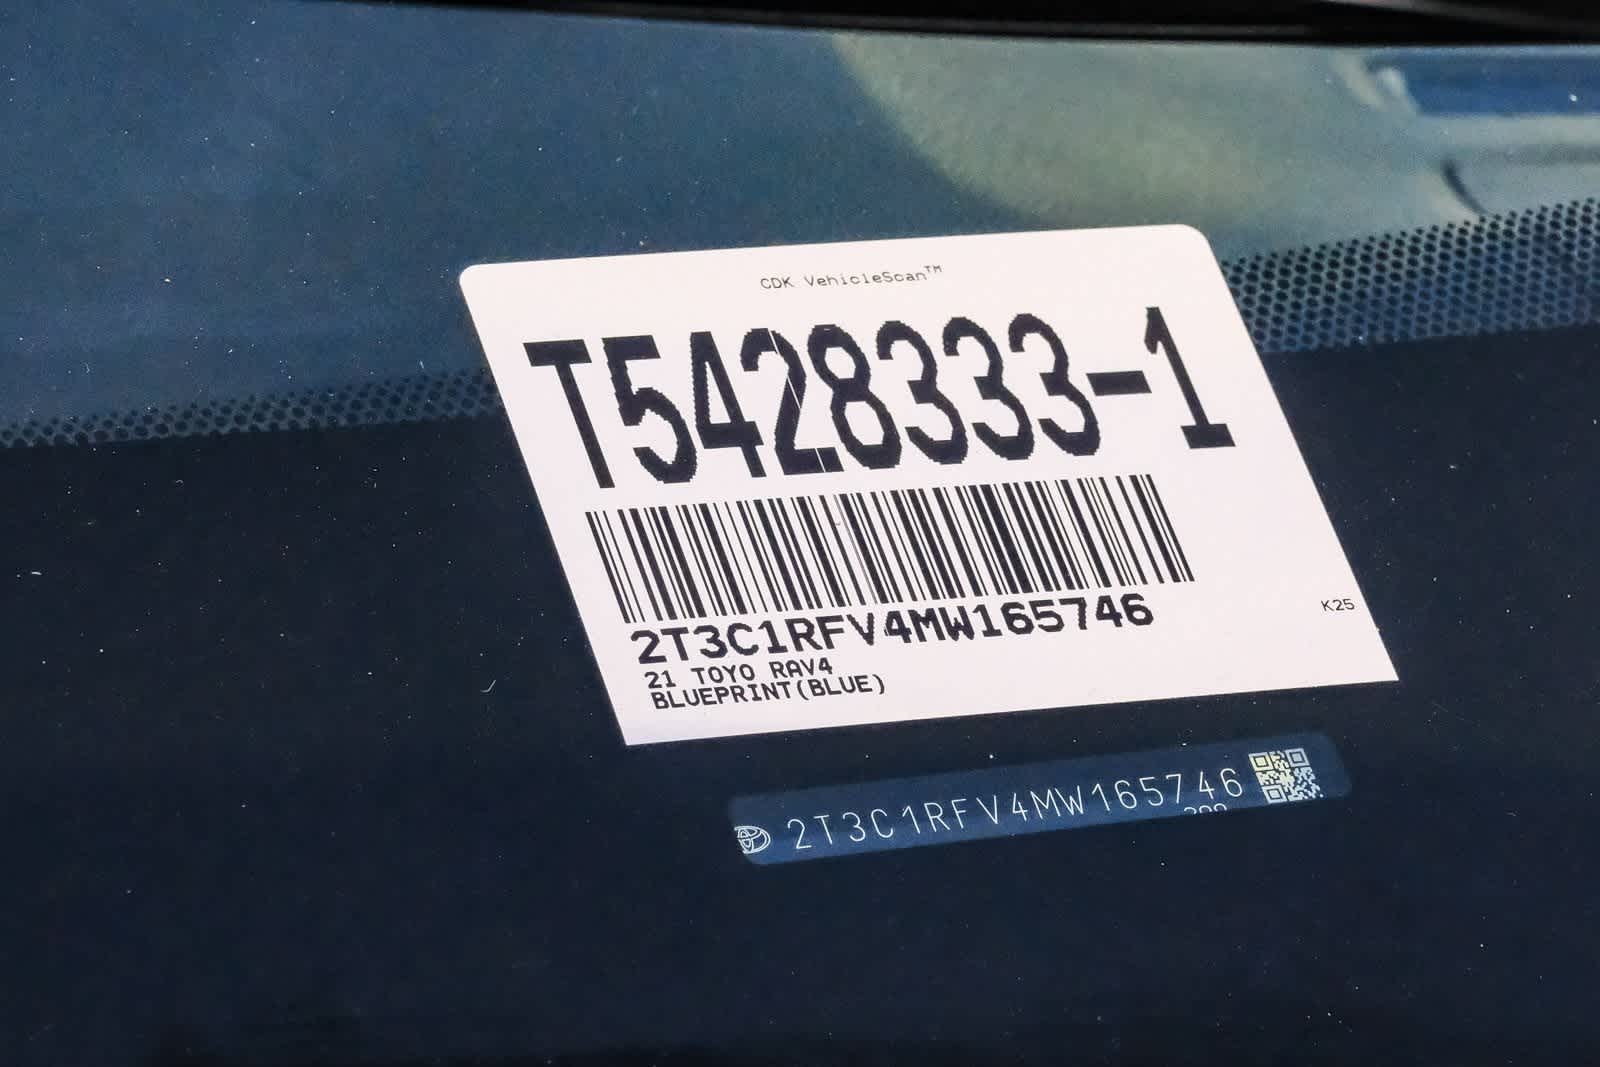 CDK VehicleScan™
T5428333-1
2T3C1RFV4MW165746
K25
21 TOYO RAV4
BLUEPRINT(BLUE)
2T3C1RFV4MW165746